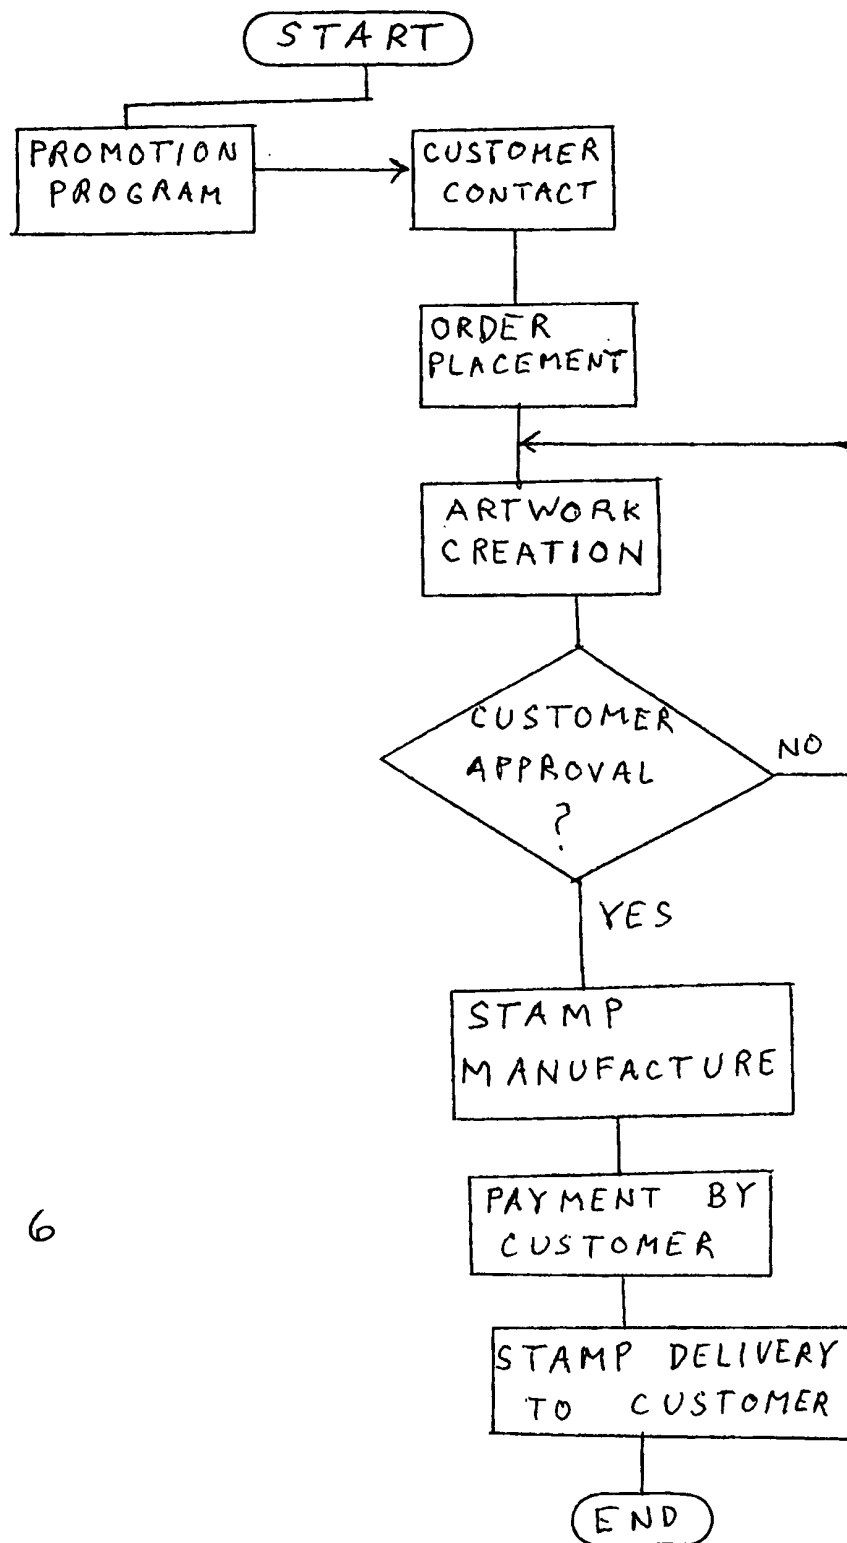 START
PROMOTION
PROGRAM
CUSTOMER
CONTACT
ORDER
PLACEMENT
ARTWORK
CREATION
CUSTOMER
APPROVAL
?
NO
YES
STAMP
MANUFACTURE
PAYMENT BY
CUSTOMER
6
STAMP DELIVERY
TO CUSTOMER
END